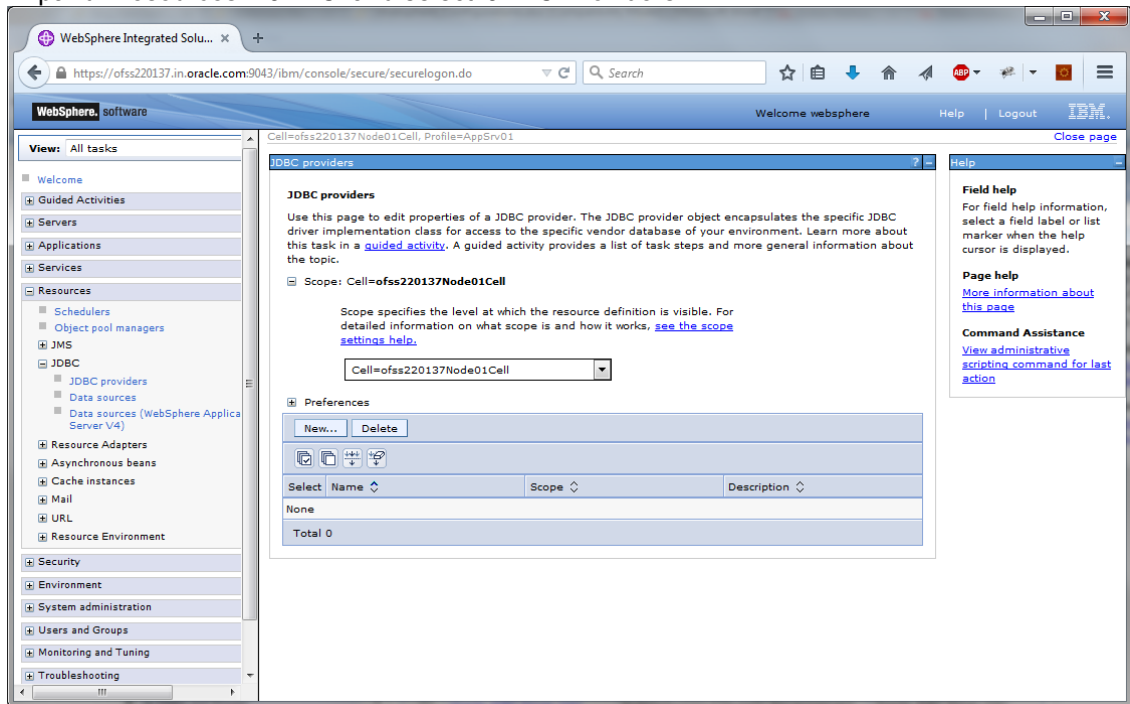 WebSphere Integrated Solu... ×
https://ofss220137.in.oracle.com:9043/ibm/console/secure/securelogon.do
Search
ABP
WebSphere. software
Welcome websphere
Help | Logout
IBM.
View: All tasks
Welcome
Guided Activities
Servers
Applications
Services
Resources
Schedulers
Object pool managers
JMS
JDBC
JDBC providers
Data sources
Data sources (WebSphere Applica
Server V4)
Resource Adapters
Asynchronous beans
Cache instances
Mail
URL
Resource Environment
Security
Environment
System administration
Users and Groups
Monitoring and Tuning
Troubleshooting
Cell=ofss220137Node01Cell, Profile=AppSrv01
Close page
JDBC providers
? -
JDBC providers
Use this page to edit properties of a JDBC provider. The JDBC provider object encapsulates the specific JDBC
driver implementation class for access to the specific vendor database of your environment. Learn more about
this task in a guided activity. A guided activity provides a list of task steps and more general information about
the topic.
Scope: Cell=ofss220137Node01Cell
Scope specifies the level at which the resource definition is visible. For
detailed information on what scope is and how it works, see the scope
settings help.
Cell=ofss220137Node01Cell
Preferences
New... Delete
Select Name Scope Description
None
Total 0
Help
Field help
For field help information,
select a field label or list
marker when the help
cursor is displayed.
Page help
More information about
this page
Command Assistance
View administrative
scripting command for last
action